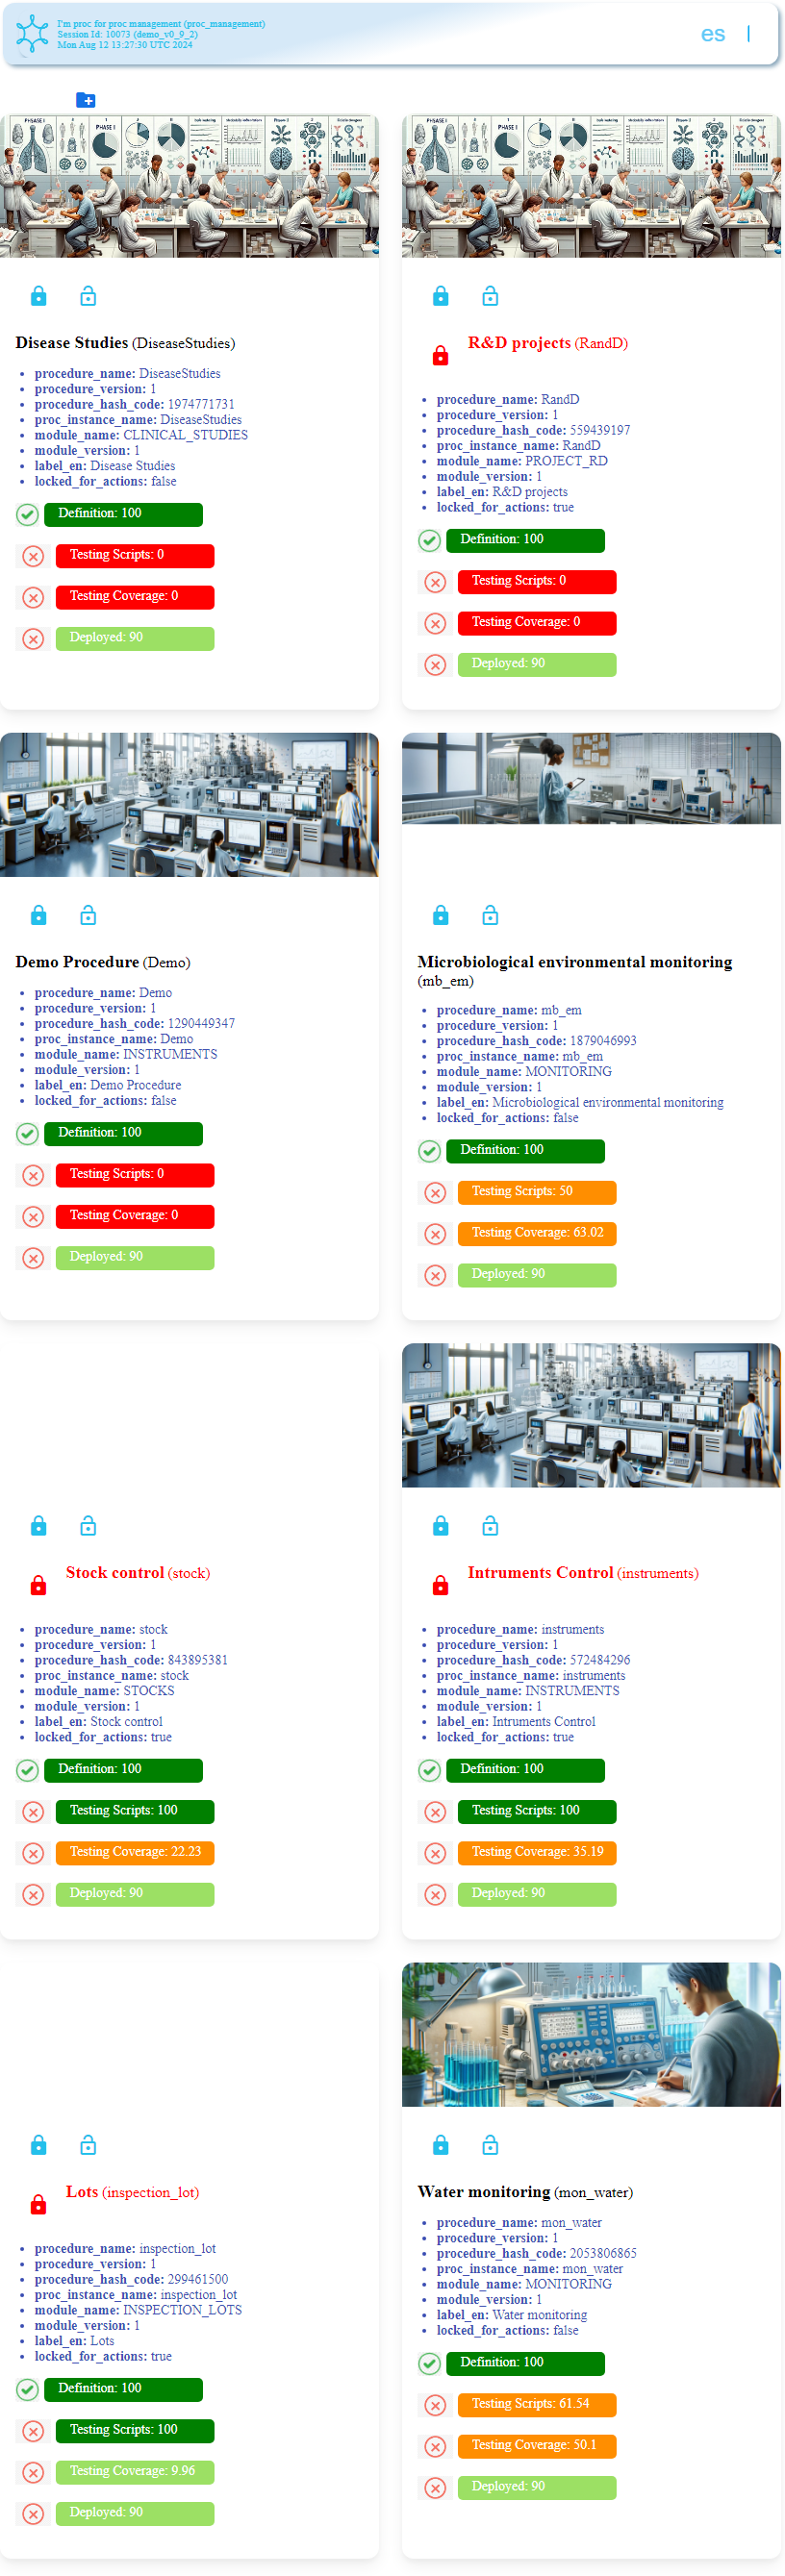 I'm proc for proc management (proc_management)
Session Id: 10073 (demo_v0_9_2)
Mon Aug 12 13:27:30 UTC 2024
es
PHASE I
PHASE I
Disease Studies (DiseaseStudies)
procedure_name: DiseaseStudies
procedure_version: 1
procedure_hash_code: 1974771731
proc_instance_name: DiseaseStudies
module_name: CLINICAL_STUDIES
module_version: 1
label_en: Disease Studies
locked_for_actions: false
Definition: 100
Testing Scripts: 0
Testing Coverage: 0
Deployed: 90
R&D projects (RandD)
procedure_name: RandD
procedure_version: 1
procedure_hash_code: 559439197
proc_instance_name: RandD
module_name: PROJECT_RD
module_version: 1
label_en: R&D projects
locked_for_actions: true
Definition: 100
Testing Scripts: 0
Testing Coverage: 0
Deployed: 90
Demo Procedure (Demo)
procedure_name: Demo
procedure_version: 1
procedure_hash_code: 1290449347
proc_instance_name: Demo
module_name: INSTRUMENTS
module_version: 1
label_en: Demo Procedure
locked_for_actions: false
Definition: 100
Testing Scripts: 0
Testing Coverage: 0
Deployed: 90
Microbiological environmental monitoring
(mb_em)
procedure_name: mb_em
procedure_version: 1
procedure_hash_code: 1879046993
proc_instance_name: mb_em
module_name: MONITORING
module_version: 1
label_en: Microbiological environmental monitoring
locked_for_actions: false
Definition: 100
Testing Scripts: 50
Testing Coverage: 63.02
Deployed: 90
Stock control (stock)
procedure_name: stock
procedure_version: 1
procedure_hash_code: 843895381
proc_instance_name: stock
module_name: STOCKS
module_version: 1
label_en: Stock control
locked_for_actions: true
Definition: 100
Testing Scripts: 100
Testing Coverage: 22.23
Deployed: 90
Intruments Control (instruments)
procedure_name: instruments
procedure_version: 1
procedure_hash_code: 572484296
proc_instance_name: instruments
module_name: INSTRUMENTS
module_version: 1
label_en: Intruments Control
locked_for_actions: true
Definition: 100
Testing Scripts: 100
Testing Coverage: 35.19
Deployed: 90
Lots (inspection_lot)
procedure_name: inspection_lot
procedure_version: 1
procedure_hash_code: 299461500
proc_instance_name: inspection_lot
module_name: INSPECTION_LOTS
module_version: 1
label_en: Lots
locked_for_actions: true
Definition: 100
Testing Scripts: 100
Testing Coverage: 9.96
Deployed: 90
Water monitoring (mon_water)
procedure_name: mon_water
procedure_version: 1
procedure_hash_code: 2053806865
proc_instance_name: mon_water
module_name: MONITORING
module_version: 1
label_en: Water monitoring
locked_for_actions: false
Definition: 100
Testing Scripts: 61.54
Testing Coverage: 50.1
Deployed: 90